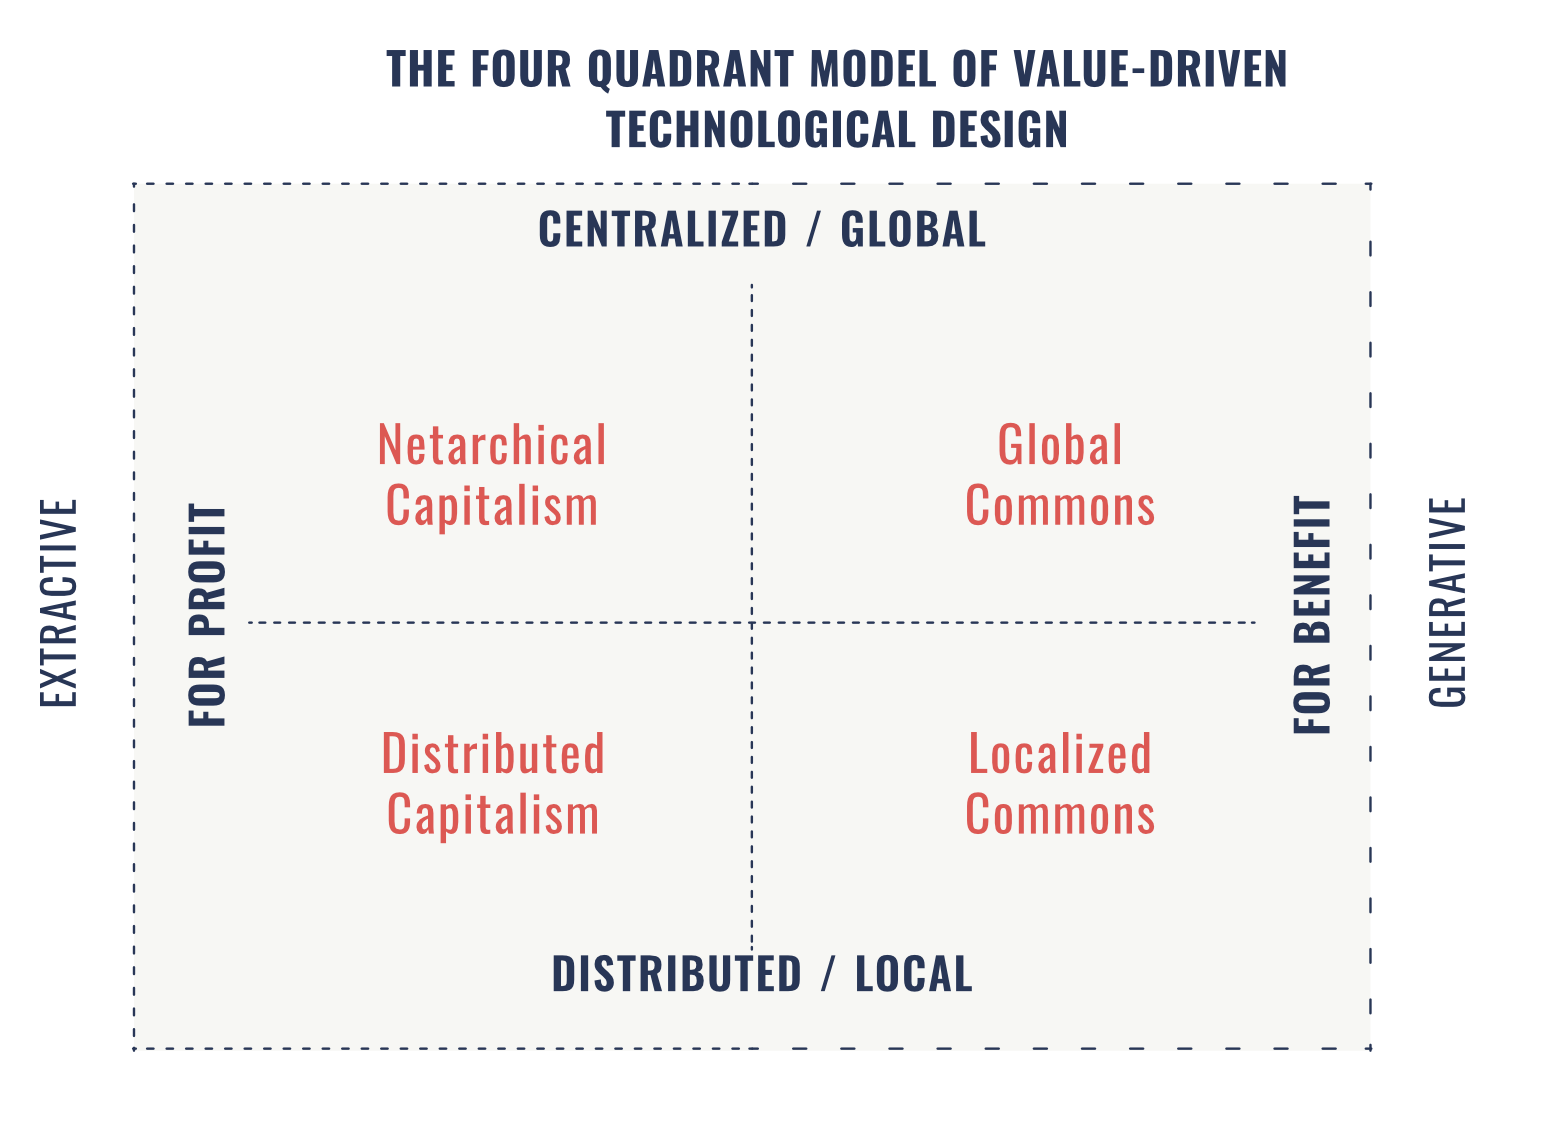 THE FOUR QUADRANT MODEL OF VALUE-DRIVEN
TECHNOLOGICAL DESIGN
CENTRALIZED / GLOBAL
Netarchical
Capitalism
Global
Commons
EXTRACTIVE
FOR PROFIT
FOR BENEFIT
GENERATIVE
Distributed
Capitalism
Localized
Commons
DISTRIBUTED / LOCAL